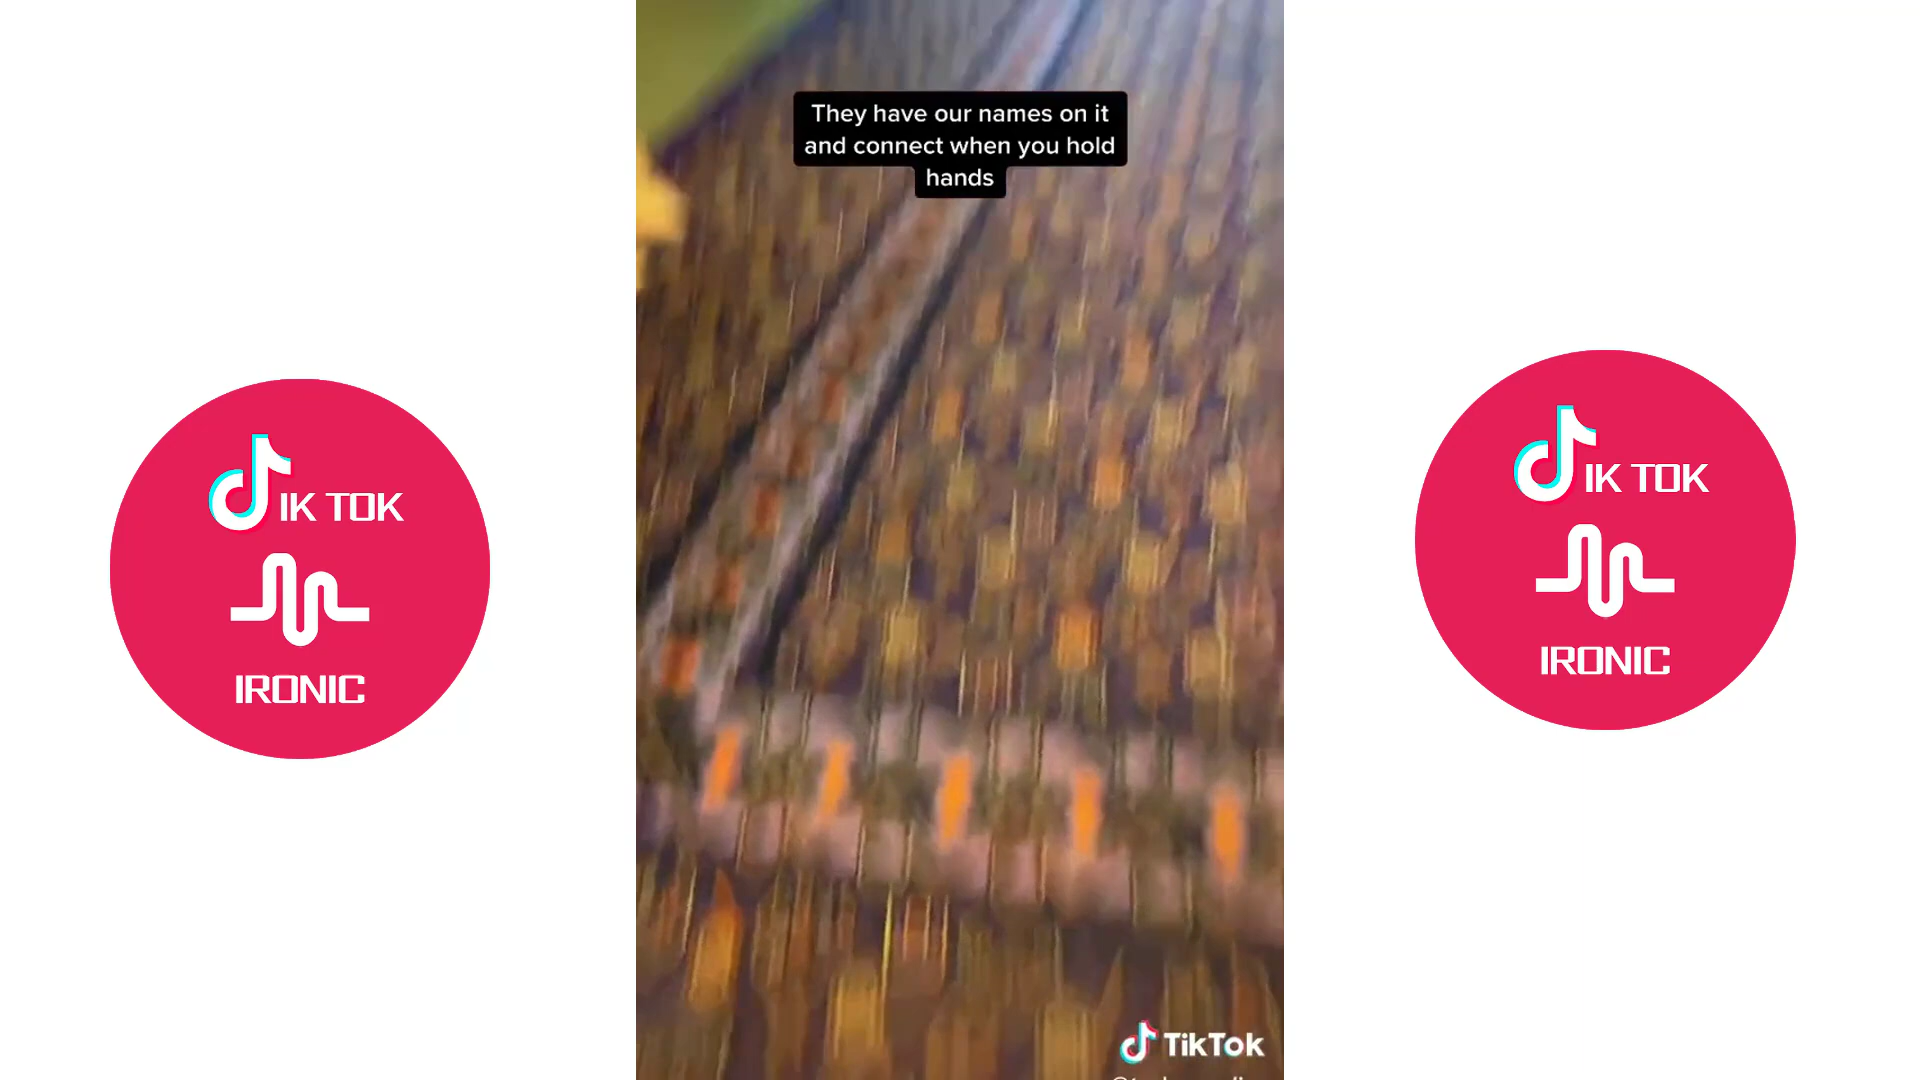 They have our names on it
and connect when you hold
hands
IK TOK
IRONIC
IK TOK
IRONIC
TikTok